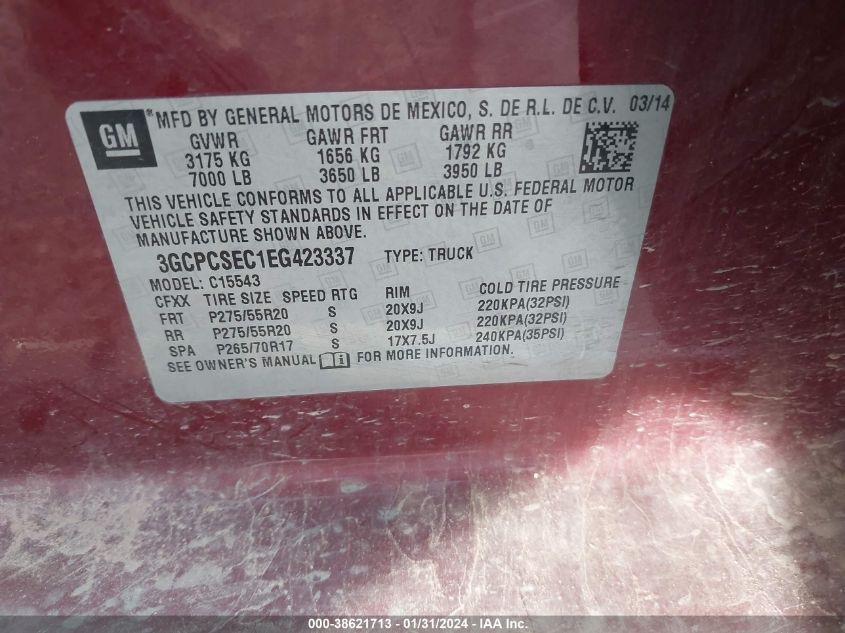 GM
*MFD BY GENERAL MOTORS DE MEXICO, S. DE R.L. DE C.V. 03/14
GVWR GAWR FRT GAWR RR
3175 KG 1656 KG 1792 KG
7000 LB 3650 LB 3950 LB
THIS VEHICLE CONFORMS TO ALL APPLICABLE U.S. FEDERAL MOTOR
VEHICLE SAFETY STANDARDS IN EFFECT ON THE DATE OF
MANUFACTURE SHOWN ABOVE.
3GCPCSEC1EG423337 TYPE: TRUCK
MODEL: C15543
CFXX TIRE SIZE SPEED RTG RIM COLD TIRE PRESSURE
FRT P275/55R20 S 20X9J 220KPA(32PSI)
RR P275/55R20 S 20X9J 220KPA(32PSI)
SPA P265/70R17 S 17X7.5J 240KPA(35PSI)
SEE OWNER'S MANUAL FOR MORE INFORMATION.
000-38621713 - 01/31/2024 - IAA Inc.